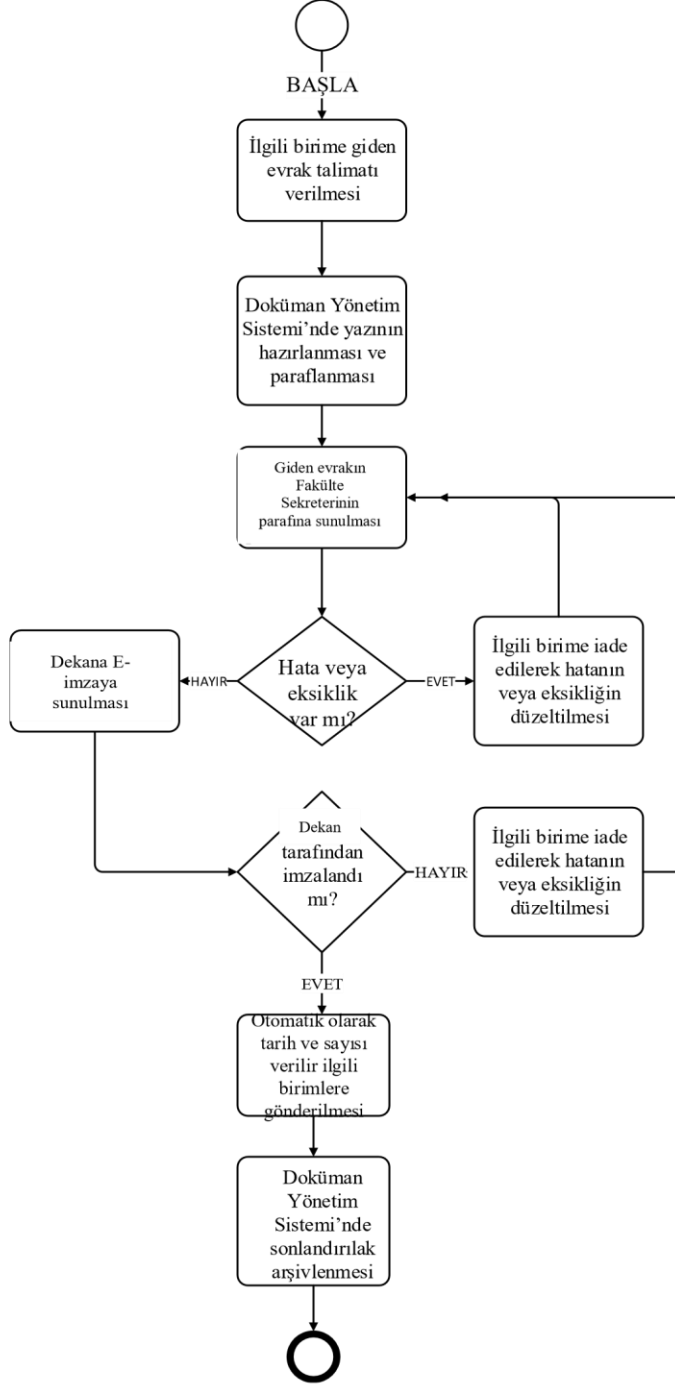 BAŞLA
İlgili birime giden
evrak talimatı
verilmesi
Doküman Yönetim
Sistemi’nde yazının
hazırlanması ve
paraflanması
Giden evrakın
Fakülte
Sekreterinin
parafına sunulması
Hata veya
eksiklik
var mı?
HAYIR
EVET
Dekana E-
imzaya
sunulması
İlgili birime iade
edilerek hatanın
veya eksikliğin
düzeltilmesi
Dekan
tarafından
imzalandı
mı?
HAYIR
İlgili birime iade
edilerek hatanın
veya eksikliğin
düzeltilmesi
EVET
Otomatik olarak
tarih ve sayısı
verilir ilgili
birimlere
gönderilmesi
Doküman
Yönetim
Sistemi’nde
sonlandırılak
arşivlenmesi